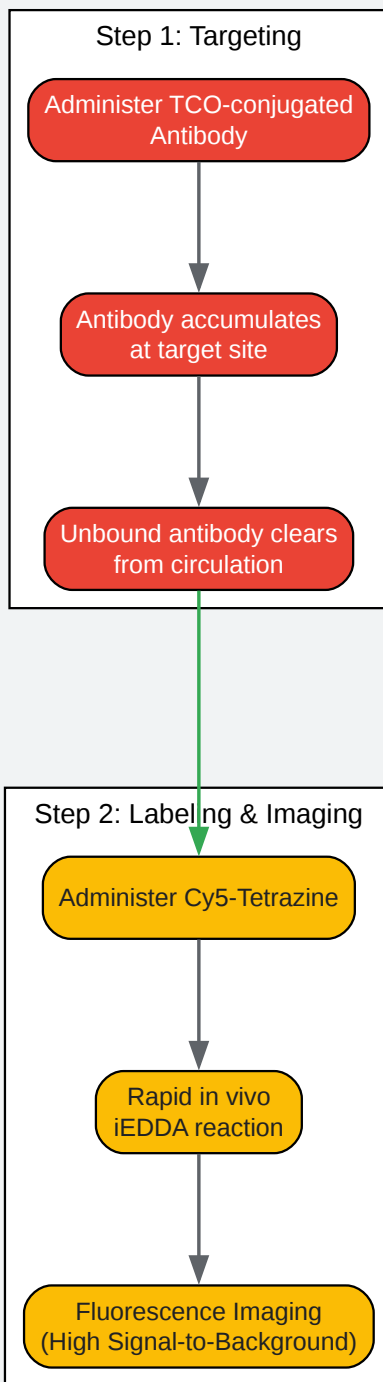 Step 1: Targeting
Administer TCO-conjugated
Antibody
Antibody accumulates
at target site
Unbound antibody clears
from circulation
Step 2: Labeling & Imaging
Administer Cy5-Tetrazine
Rapid in vivo
iEDDA reaction
Fluorescence Imaging
(High Signal-to-Background)